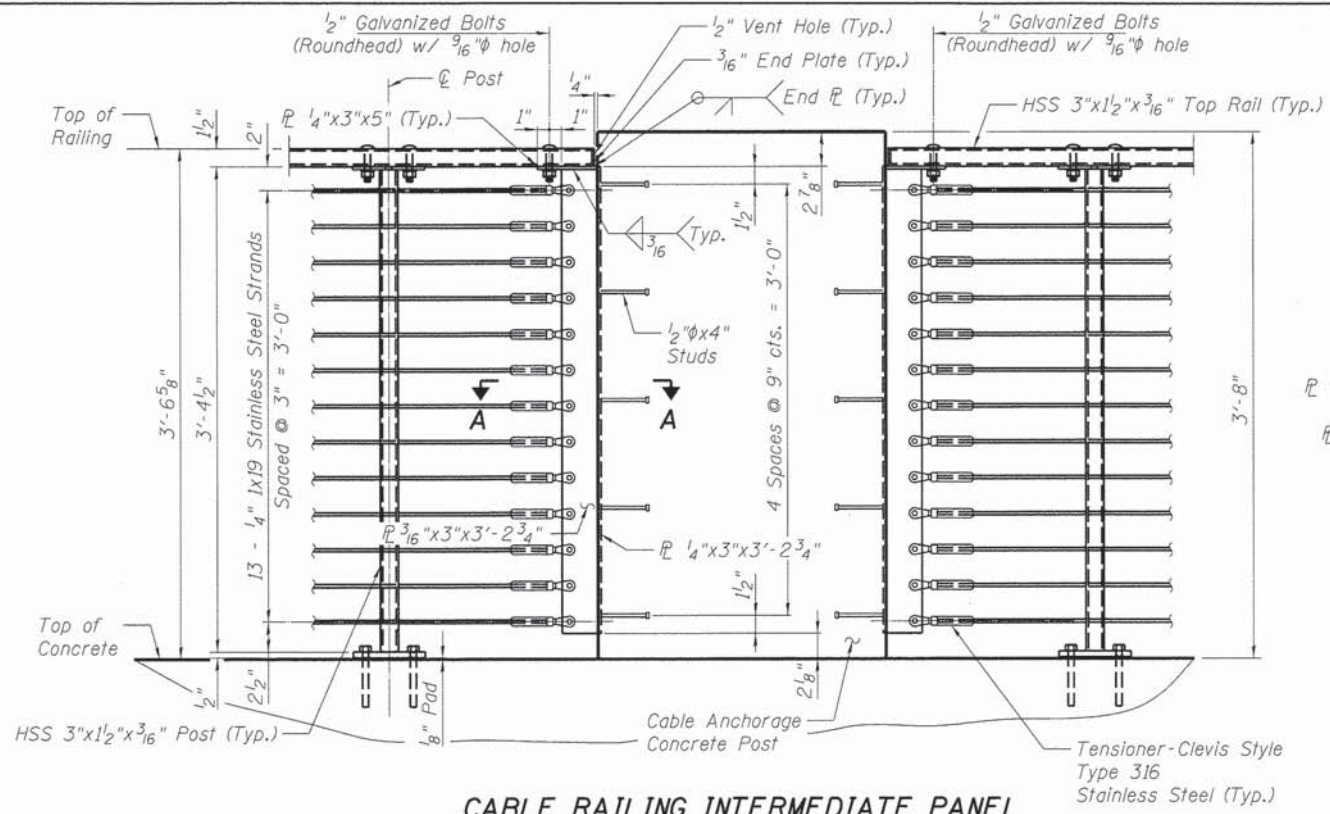 ½" Galvanized Bolts
(Roundhead) w/ 9/16"ϕ hole
½" Vent Hole (Typ.)
3/16" End Plate (Typ.)
½" Galvanized Bolts
(Roundhead) w/ 9/16"ϕ hole
℄ Post
¼"
End ⅊ (Typ.)
HSS 3"x1½"x3/16" Top Rail (Typ.)
Top of
Railing
1½"
2"
⅊ ¼"x3"x5" (Typ.)
1"
1"
2⅞"
1½"
3/16
Typ.
½"ϕx4"
Studs
13 - ¼" 1x19 Stainless Steel Strands
Spaced @ 3" = 3'-0"
3'-6⅝"
3'-4½"
A
A
4 Spaces @ 9" cts. = 3'-0"
3'-8"
⅊
⅊
⅊ 3/16"x3"x3'-2¾"
⅊ ¼"x3"x3'-2¾"
1½"
Top of
Concrete
½"
2½"
⅛" Pad
2⅛"
HSS 3"x1½"x3/16" Post (Typ.)
Cable Anchorage
Concrete Post
Tensioner-Clevis Style
Type 316
Stainless Steel (Typ.)
CABLE RAILING INTERMEDIATE PANEL